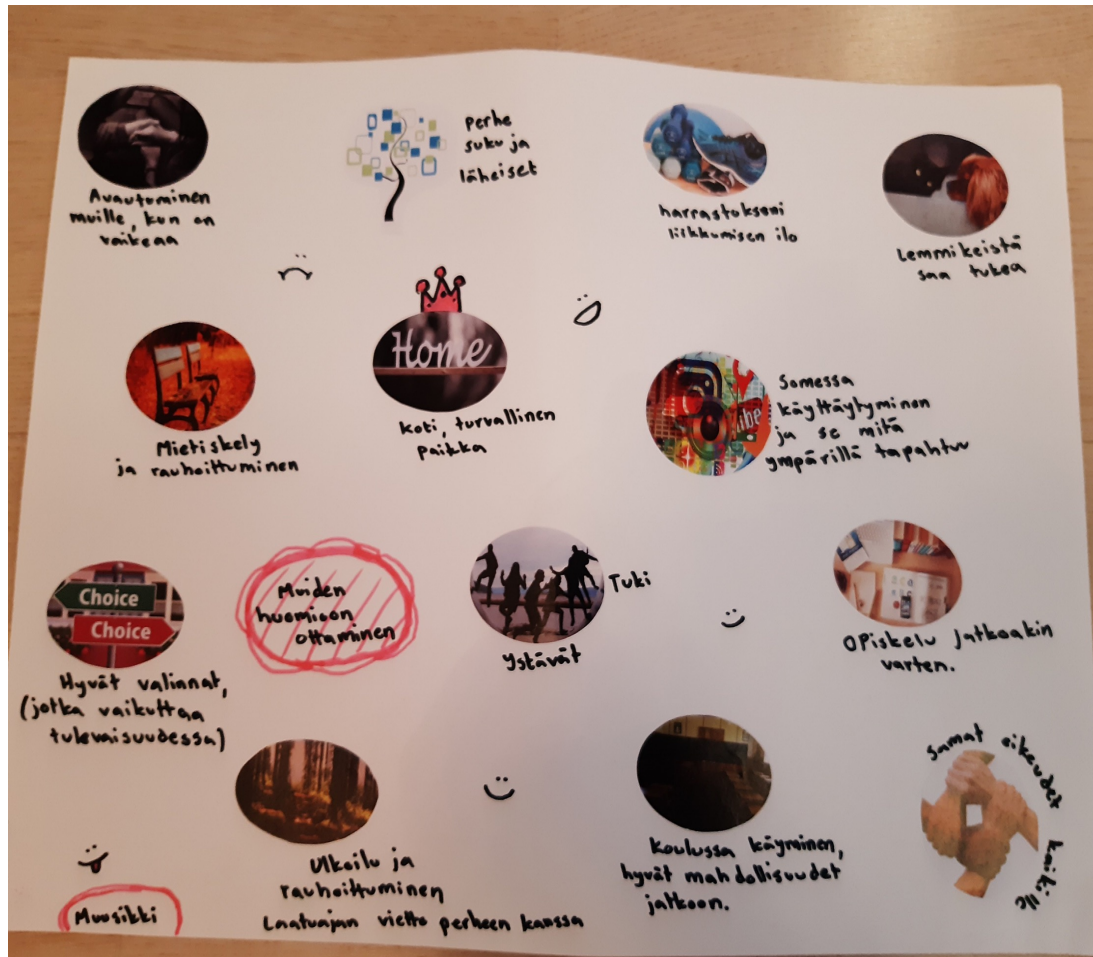 Avautuminen
muille, kun on
vaikeaa
Perhe
suku ja
läheiset
harrastukseni
liikkumisen ilo
Lemmikeistä
saa tukea
Mietiskely
ja rauhoittuminen
Home
Koti, turvallinen
paikka
Somessa
käyttäytyminen
ja se mitä
ympärillä tapahtuu
Choice
Choice
Hyvät valinnat,
(jotka vaikuttaa
tulevaisuudessa)
Muiden
huomioon
ottaminen
Tuki
Ystävät
Opiskelu jatkoakin
varten.
Ulkoilu ja
rauhoittuminen
Laatuajan vietto perheen kanssa
Koulussa käyminen,
hyvät mahdollisuudet
jatkoon.
samat oikeudet kaikille
Muusikki